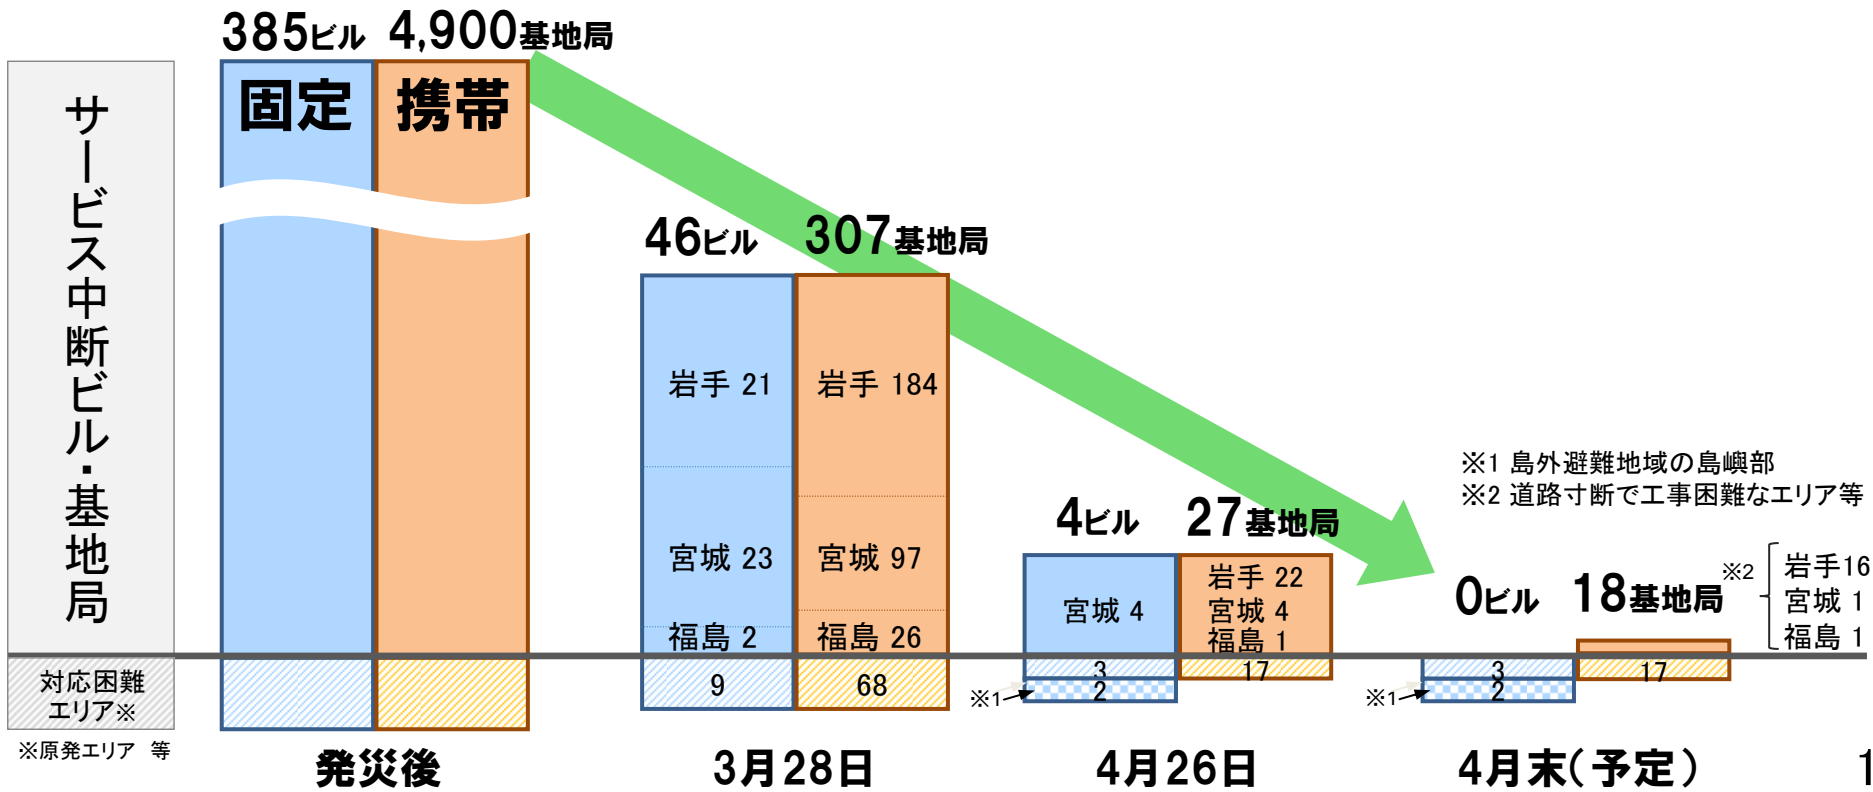 385ビル 4,900基地局
固定 携帯
サービス中断ビル・基地局
46ビル 307基地局
岩手 21 岩手 184
宮城 23 宮城 97
福島 2 福島 26
9 68
※1 島外避難地域の島嶼部
※2 道路寸断で工事困難なエリア等
4ビル 27基地局
宮城 4
岩手 22
宮城 4
福島 1
3 17
※1 2
0ビル 18基地局
※2
岩手16
宮城 1
福島 1
3 17
※1 2
対応困難
エリア※
※原発エリア 等
発災後 3月28日 4月26日 4月末(予定)
1